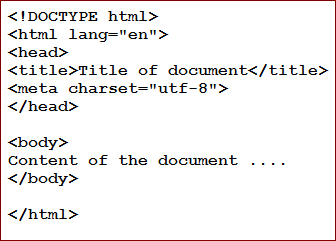 <!DOCTYPE html>
<html lang="en">
<head>
<title>Title of document</title>
<meta charset="utf-8">
</head>
<body>
Content of the document ....
</body>
</html>